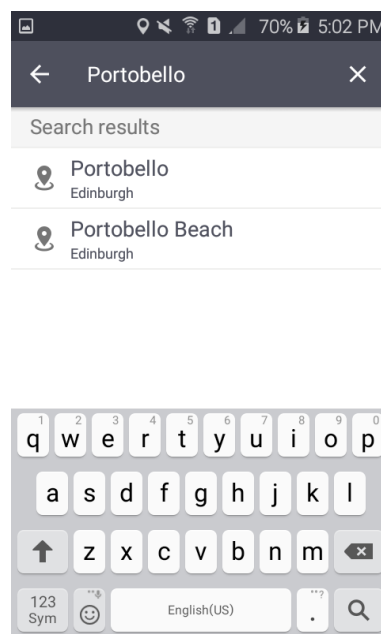 1 70% 5:02 PM
Portobello
Search results
Portobello
Edinburgh
Portobello Beach
Edinburgh
1 2 3 4 5 6 7 8 9 0
q w e r t y u i o p
a s d f g h j k l
z x c v b n m
123
Sym
English(US)
,,?
.